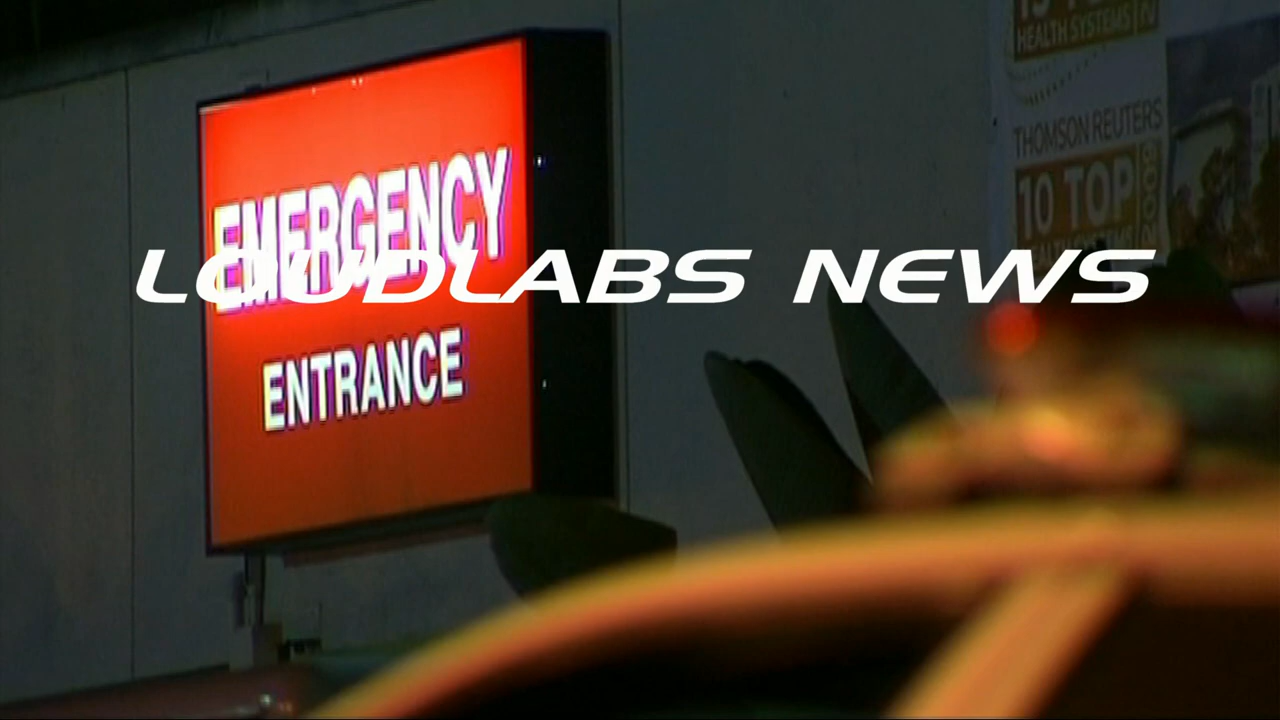 EMERGENCY
ENTRANCE
LOUDLABS NEWS
HEALTH SYSTEMS
THOMSON REUTERS
10 TOP